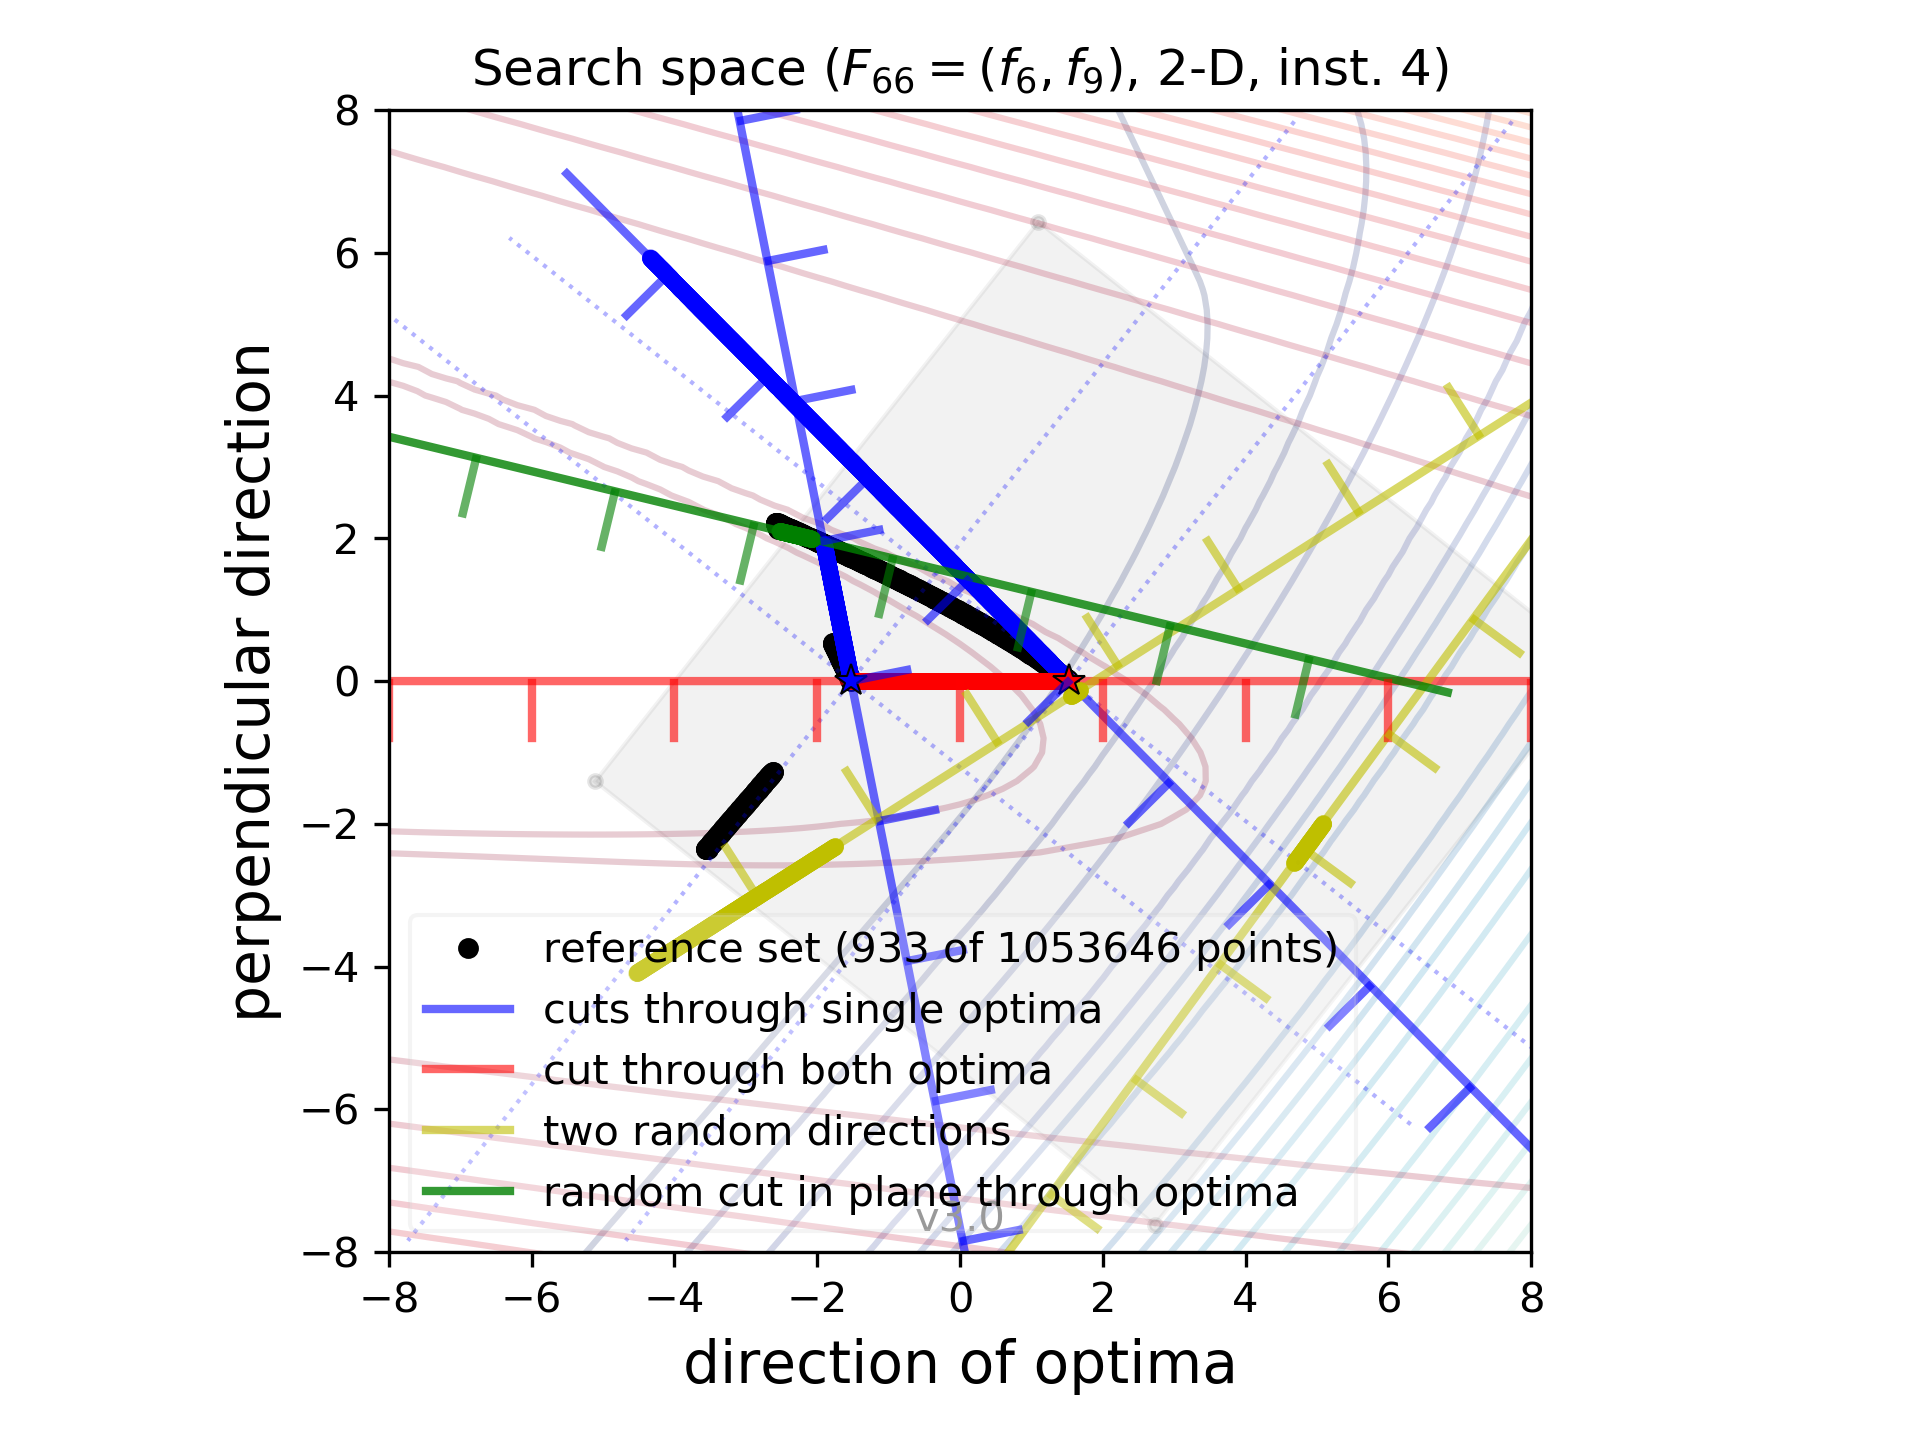 Search space (F66 = (f6, f9), 2-D, inst. 4)
8
6
4
2
0
−2
−4
−6
−8
perpendicular direction
reference set (933 of 1053646 points)
cuts through single optima
cut through both optima
two random directions
random cut in plane through optima
v3.0
−8 −6 −4 −2 0 2 4 6 8
direction of optima